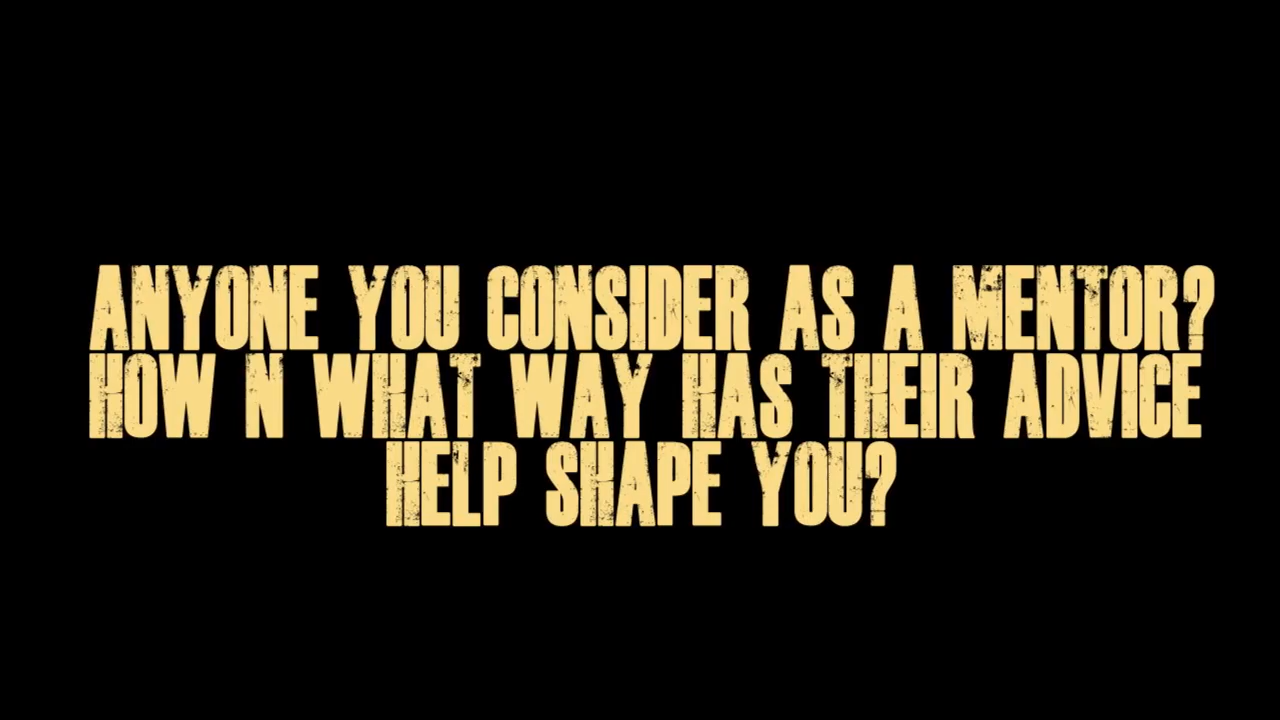 ANYONE YOU CONSIDER AS A MENTOR?
HOW N WHAT WAY HAS THEIR ADVICE
HELP SHAPE YOU?